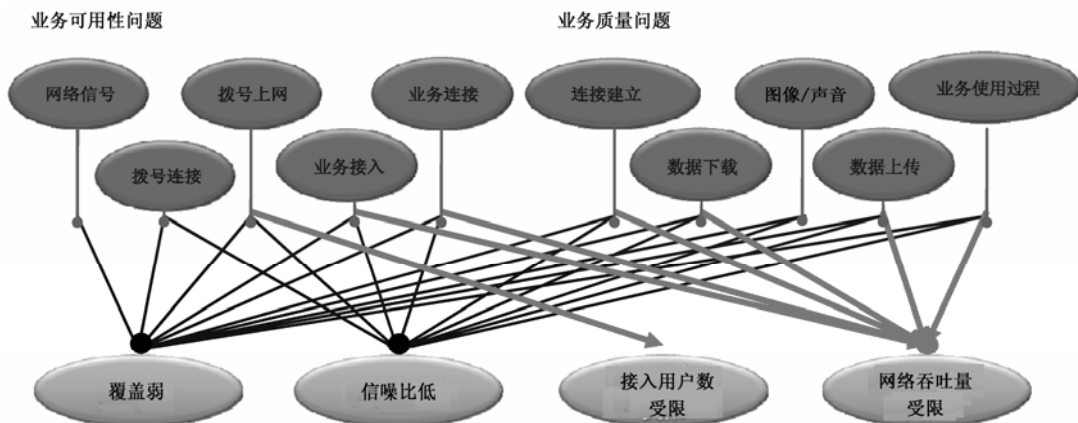 业务可用性问题
业务质量问题
网络信号
拨号上网
业务连接
连接建立
图像/声音
业务使用过程
拨号连接
业务接入
数据下载
数据上传
覆盖弱
信噪比低
接入用户数
受限
网络吞吐量
受限